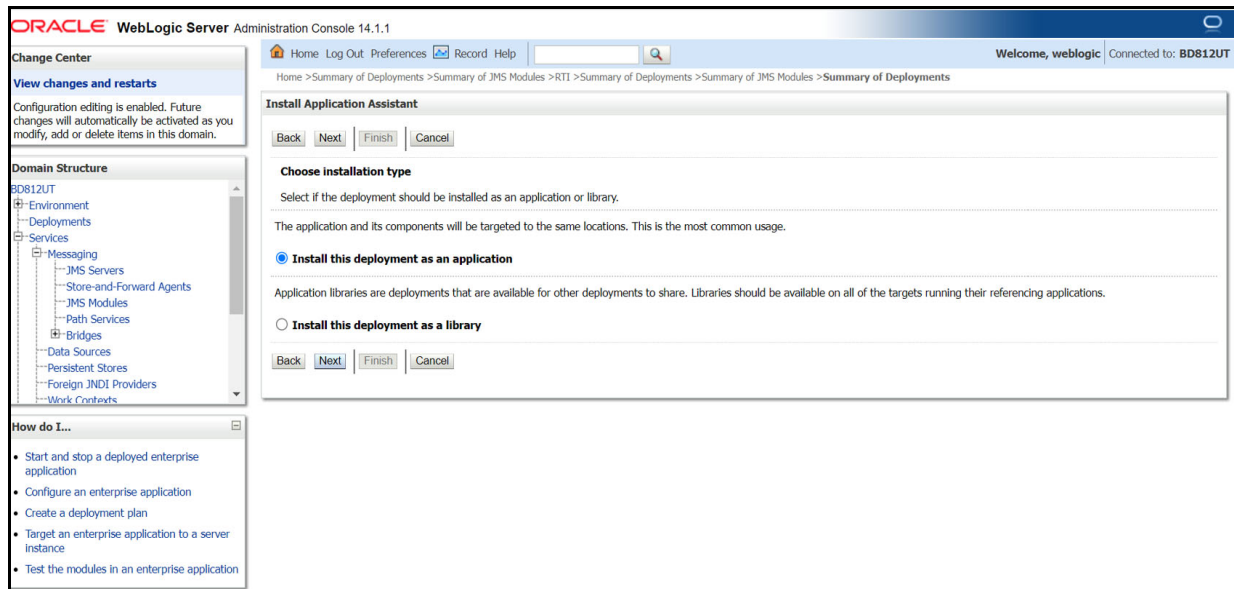 ORACLE WebLogic Server Administration Console 14.1.1
Change Center
View changes and restarts
Configuration editing is enabled. Future
changes will automatically be activated as you
modify, add or delete items in this domain.
Domain Structure
BD812UT
Environment
Deployments
Services
Messaging
JMS Servers
Store-and-Forward Agents
JMS Modules
Path Services
Bridges
Data Sources
Persistent Stores
Foreign JNDI Providers
Work Contexts
How do I...
Start and stop a deployed enterprise
application
Configure an enterprise application
Create a deployment plan
Target an enterprise application to a server
instance
Test the modules in an enterprise application
Home Log Out Preferences Record Help
Welcome, weblogic Connected to: BD812UT
Home >Summary of Deployments >Summary of JMS Modules >RTI >Summary of Deployments >Summary of JMS Modules >Summary of Deployments
Install Application Assistant
Back Next Finish Cancel
Choose installation type
Select if the deployment should be installed as an application or library.
The application and its components will be targeted to the same locations. This is the most common usage.
Install this deployment as an application
Application libraries are deployments that are available for other deployments to share. Libraries should be available on all of the targets running their referencing applications.
Install this deployment as a library
Back Next Finish Cancel